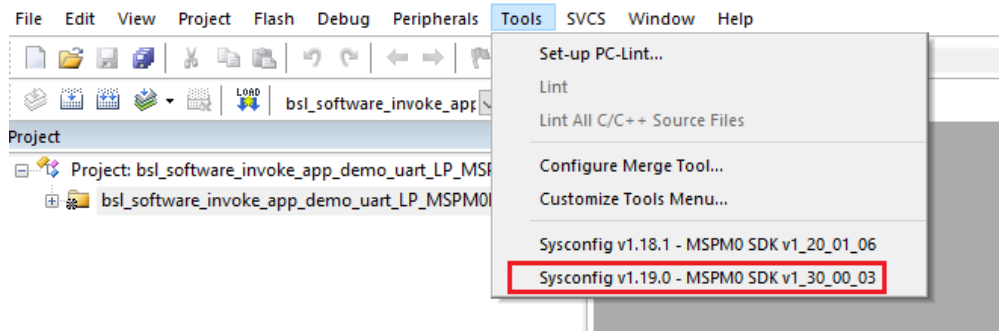 File Edit View Project Flash Debug Peripherals Tools SVCS Window Help
Set-up PC-Lint...
LOAD bsl_software_invoke_app
Lint
Lint All C/C++ Source Files
Project
Project: bsl_software_invoke_app_demo_uart_LP_MSP
Configure Merge Tool...
bsl_software_invoke_app_demo_uart_LP_MSPM0
Customize Tools Menu...
Sysconfig v1.18.1 - MSPM0 SDK v1_20_01_06
Sysconfig v1.19.0 - MSPM0 SDK v1_30_00_03